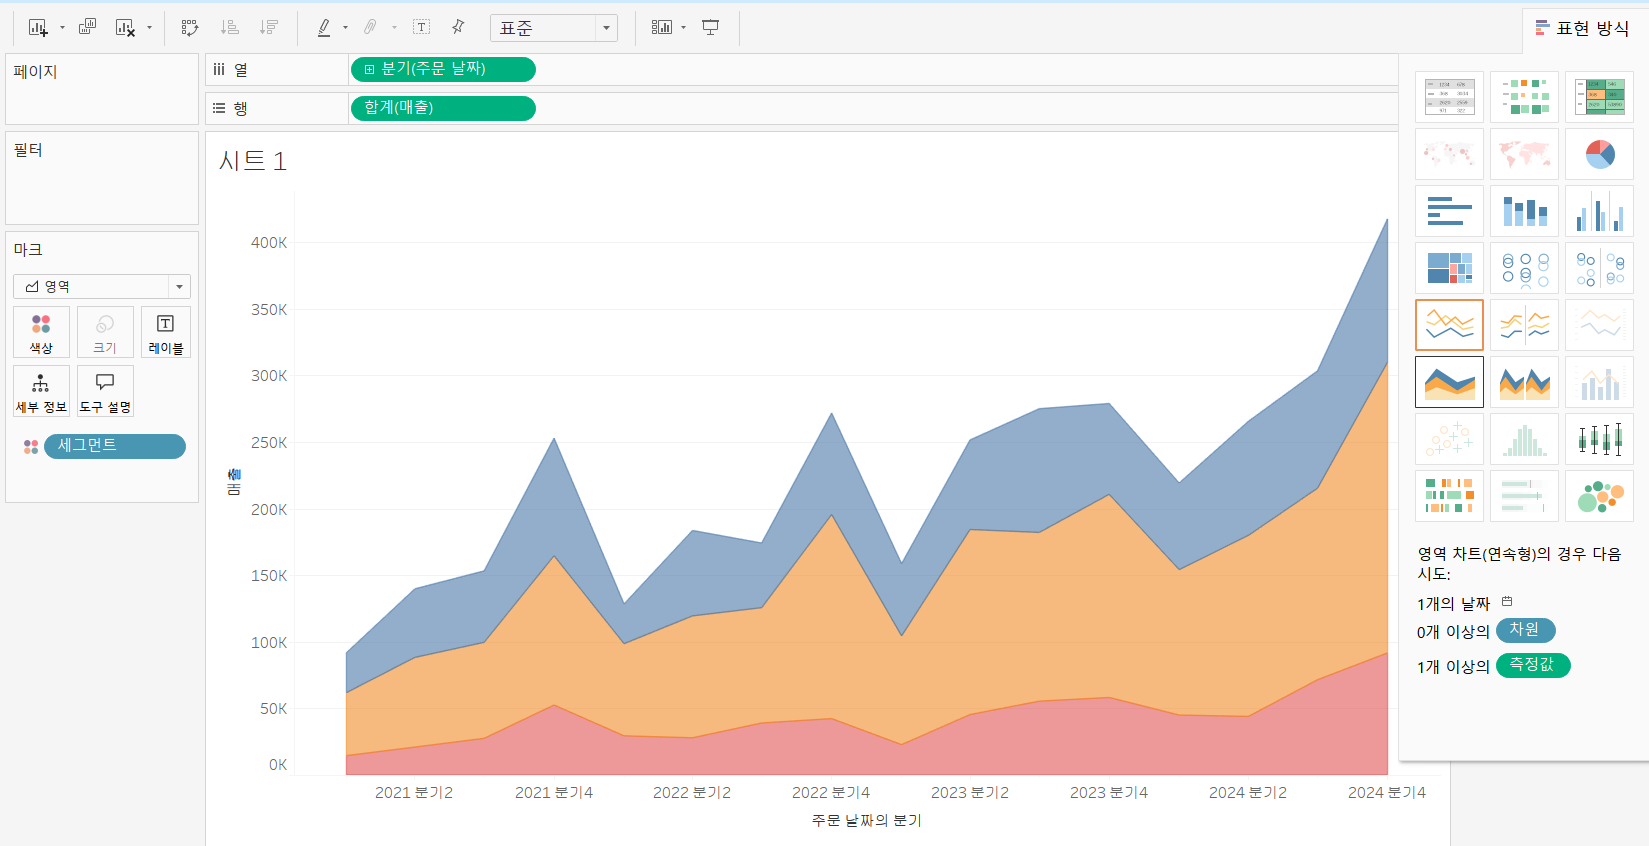 표준
표현 방식
페이지
열
분기(주문 날짜)
행
합계(매출)
필터
시트 1
마크
영역
색상
크기
레이블
세부 정보
도구 설명
세그먼트
400K
350K
300K
250K
200K
150K
100K
50K
0K
매출
2021 분기2
2021 분기4
2022 분기2
2022 분기4
2023 분기2
2023 분기4
2024 분기2
2024 분기4
주문 날짜의 분기
영역 차트(연속형)의 경우 다음
시도:
1개의 날짜
0개 이상의 차원
1개 이상의 측정값